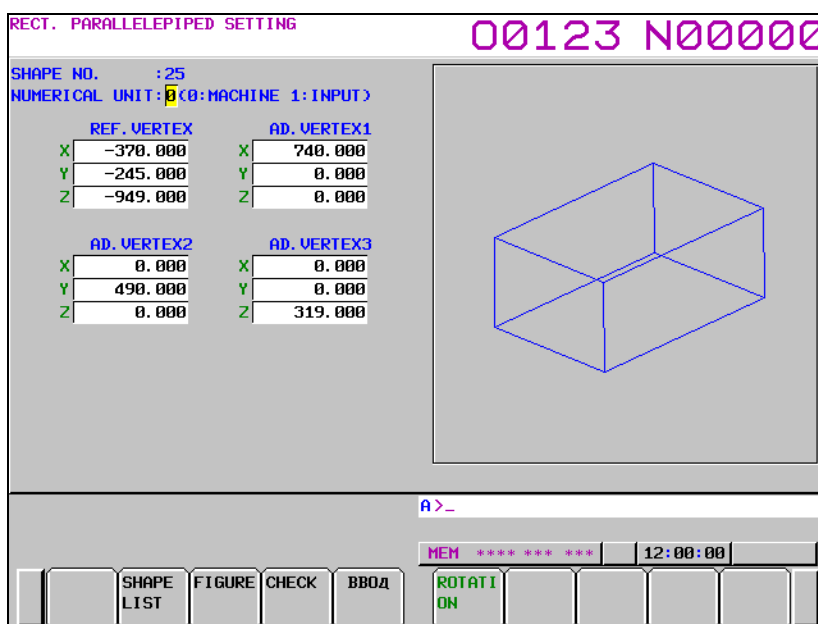 RECT. PARALLELEPIPED SETTING
O0123 N00000
SHAPE NO. :25
NUMERICAL UNIT:0(0:MACHINE 1:INPUT)
REF.VERTEX AD.VERTEX1
X -370.000 X 740.000
Y -245.000 Y 0.000
Z -949.000 Z 0.000
AD.VERTEX2 AD.VERTEX3
X 0.000 X 0.000
Y 490.000 Y 0.000
Z 0.000 Z 319.000
A>_
MEM **** *** *** 12:00:00
SHAPE LIST
FIGURE
CHECK
ВВОД
ROTATI
ON